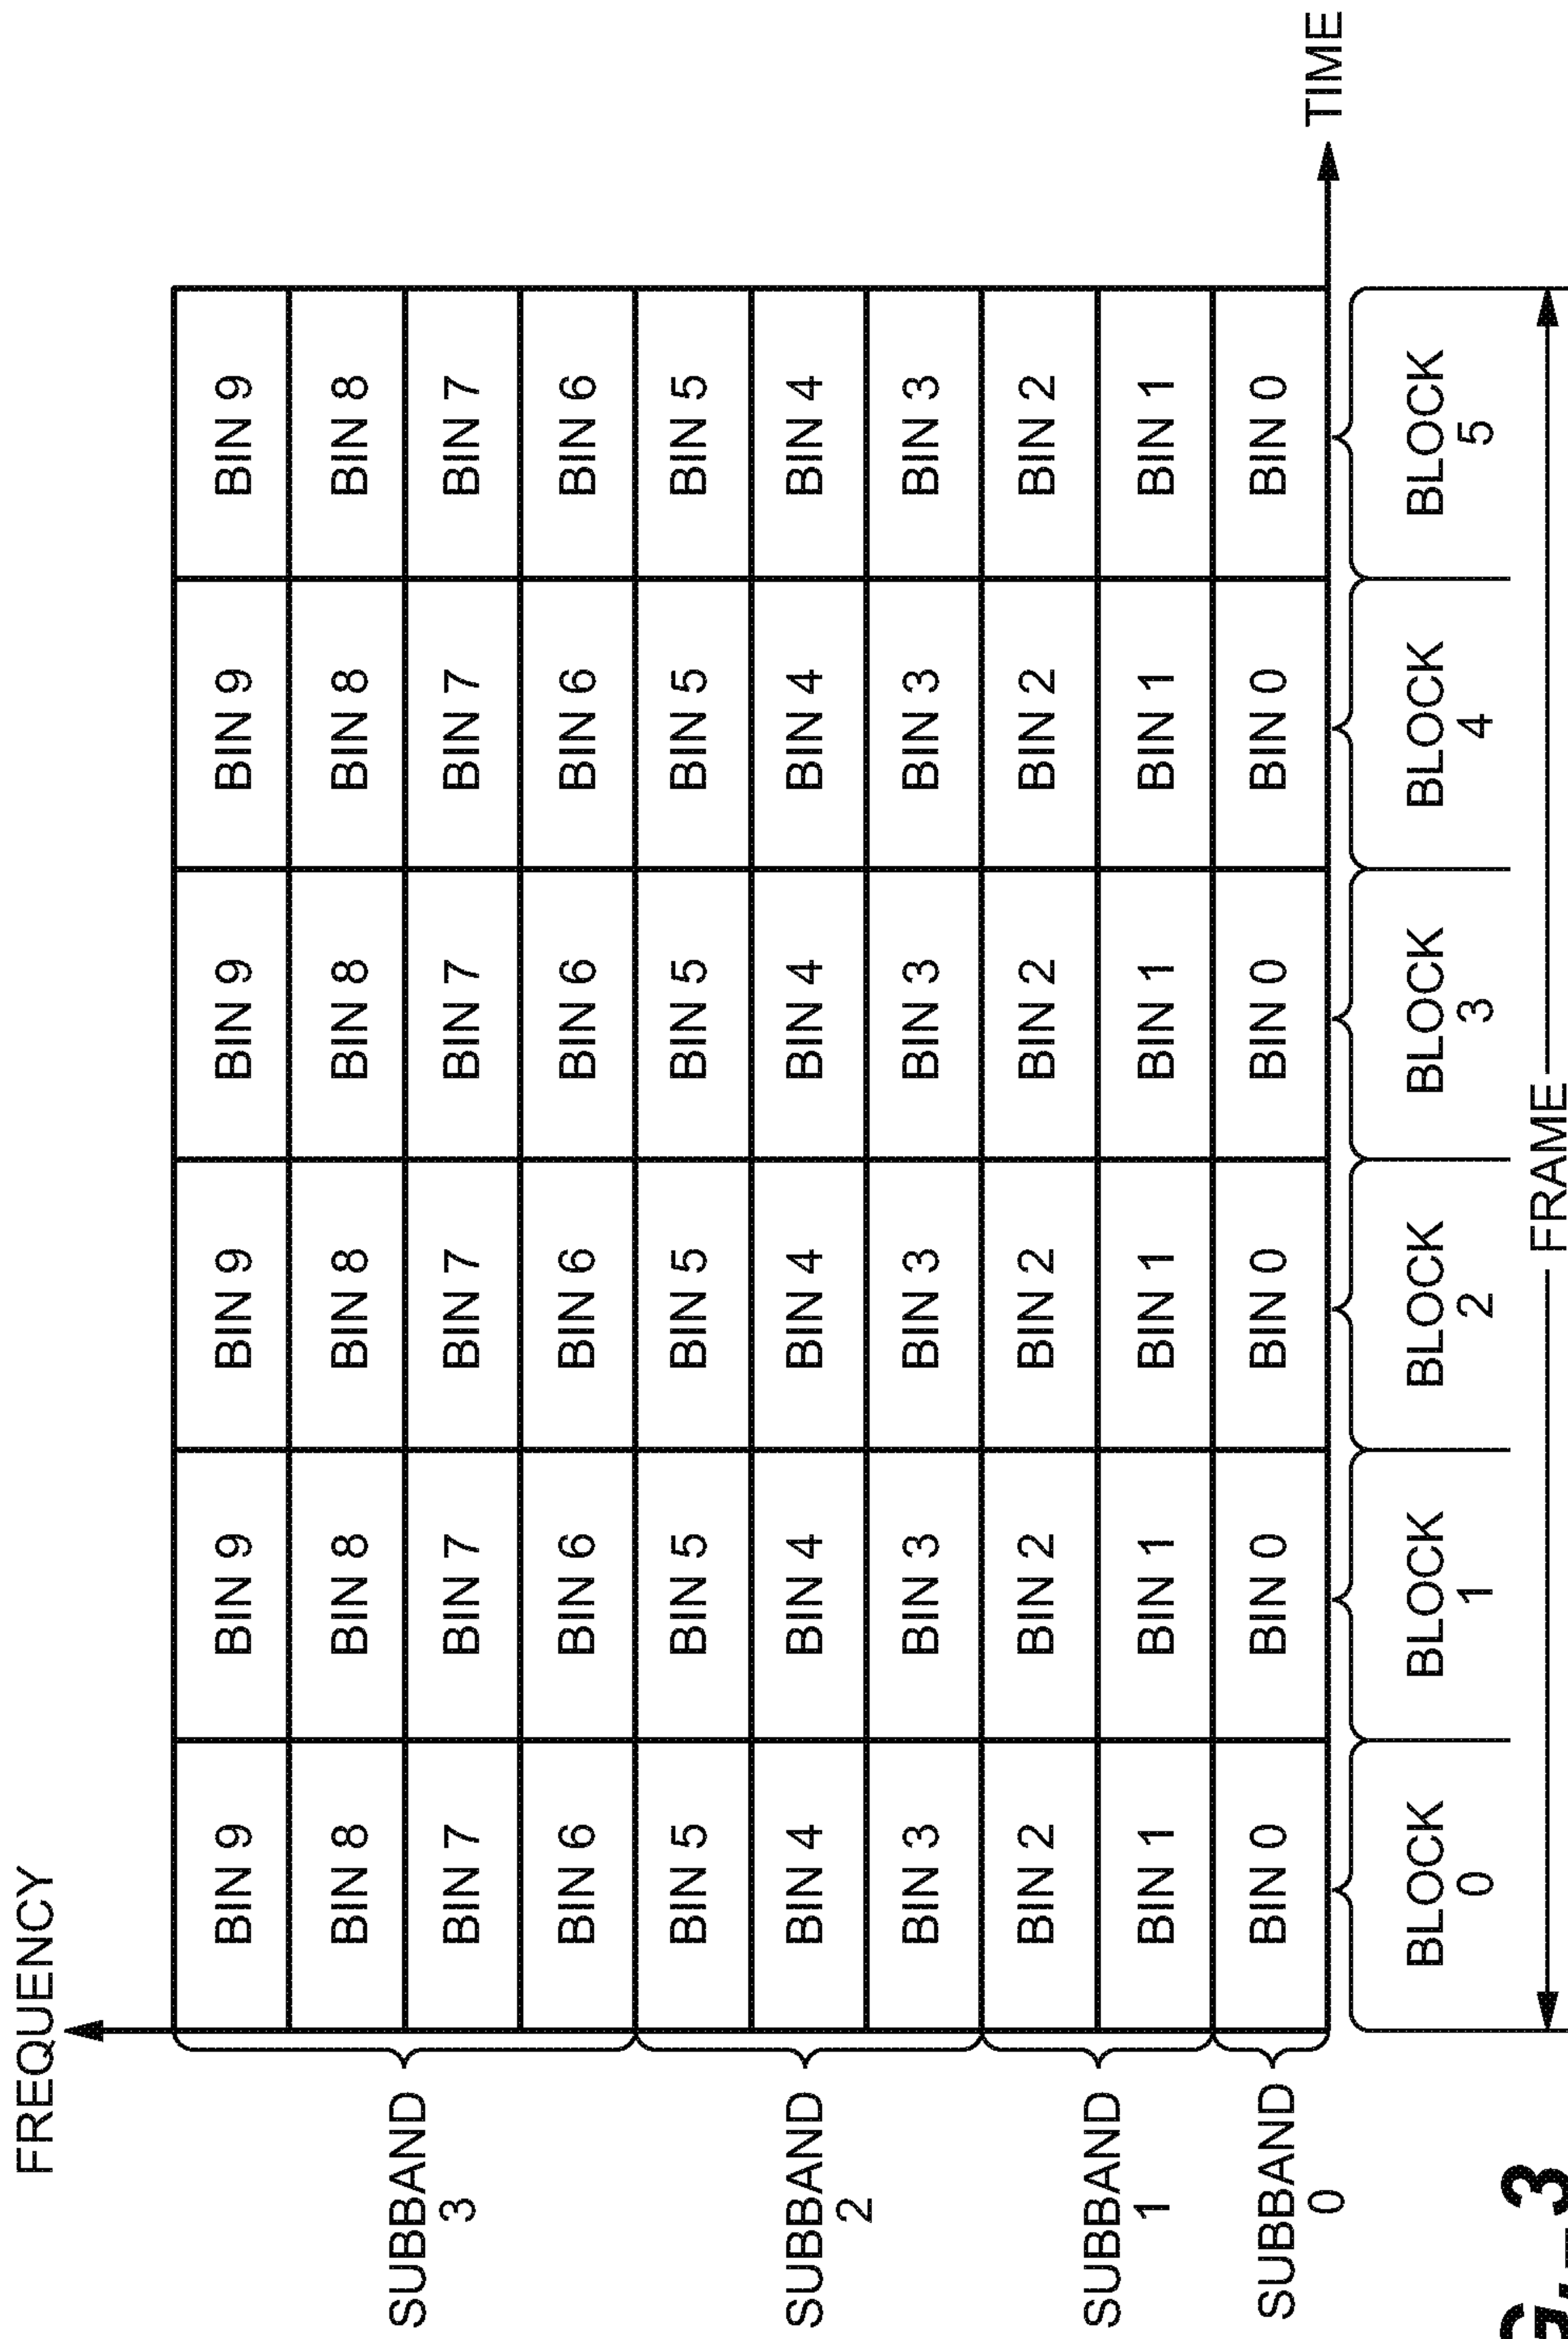 FREQUENCY
SUBBAND
3
SUBBAND
2
SUBBAND
1
SUBBAND
0
BIN 9 BIN 9 BIN 9 BIN 9 BIN 9 BIN 9
BIN 8 BIN 8 BIN 8 BIN 8 BIN 8 BIN 8
BIN 7 BIN 7 BIN 7 BIN 7 BIN 7 BIN 7
BIN 6 BIN 6 BIN 6 BIN 6 BIN 6 BIN 6
BIN 5 BIN 5 BIN 5 BIN 5 BIN 5 BIN 5
BIN 4 BIN 4 BIN 4 BIN 4 BIN 4 BIN 4
BIN 3 BIN 3 BIN 3 BIN 3 BIN 3 BIN 3
BIN 2 BIN 2 BIN 2 BIN 2 BIN 2 BIN 2
BIN 1 BIN 1 BIN 1 BIN 1 BIN 1 BIN 1
BIN 0 BIN 0 BIN 0 BIN 0 BIN 0 BIN 0
TIME
BLOCK
0
BLOCK
1
BLOCK
2
BLOCK
3
BLOCK
4
BLOCK
5
FRAME
3